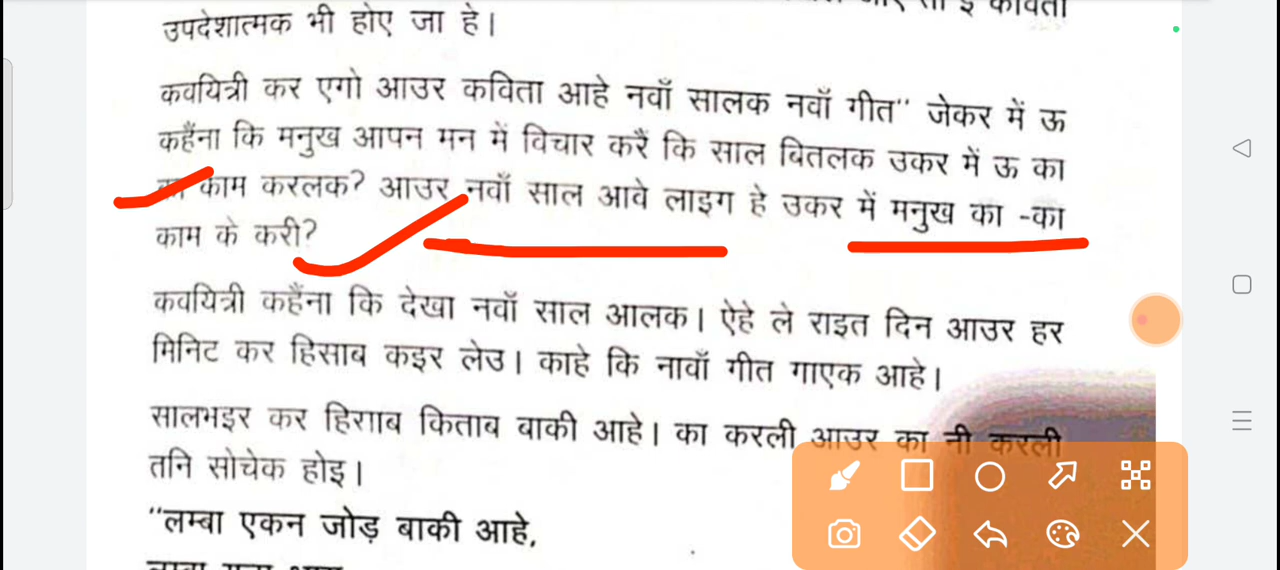 उपदेशात्मक भी होए जा हे।
कवयित्री कर एगो आउर कविता आहे नवाँ सालक नवाँ गीत" जेकर में ऊ
कहैंना कि मनुख आपन मन में विचार करैं कि साल बितलक उकर में ऊ का
काम करलक? आउर नवाँ साल आवे लाइग हे उकर में मनुख का -का
काम के करी?
कवयित्री कहैंना कि देखा नवाँ साल आलक। ऐहे ले राइत दिन आउर हर
मिनिट कर हिसाब कइर लेउ। काहे कि नावाँ गीत गाएक आहे।
सालभइर कर हिसाब किताब बाकी आहे। का करली आउर का नी करली
तनि सोचेक होइ।
"लम्बा एकन जोड़ बाकी आहे,